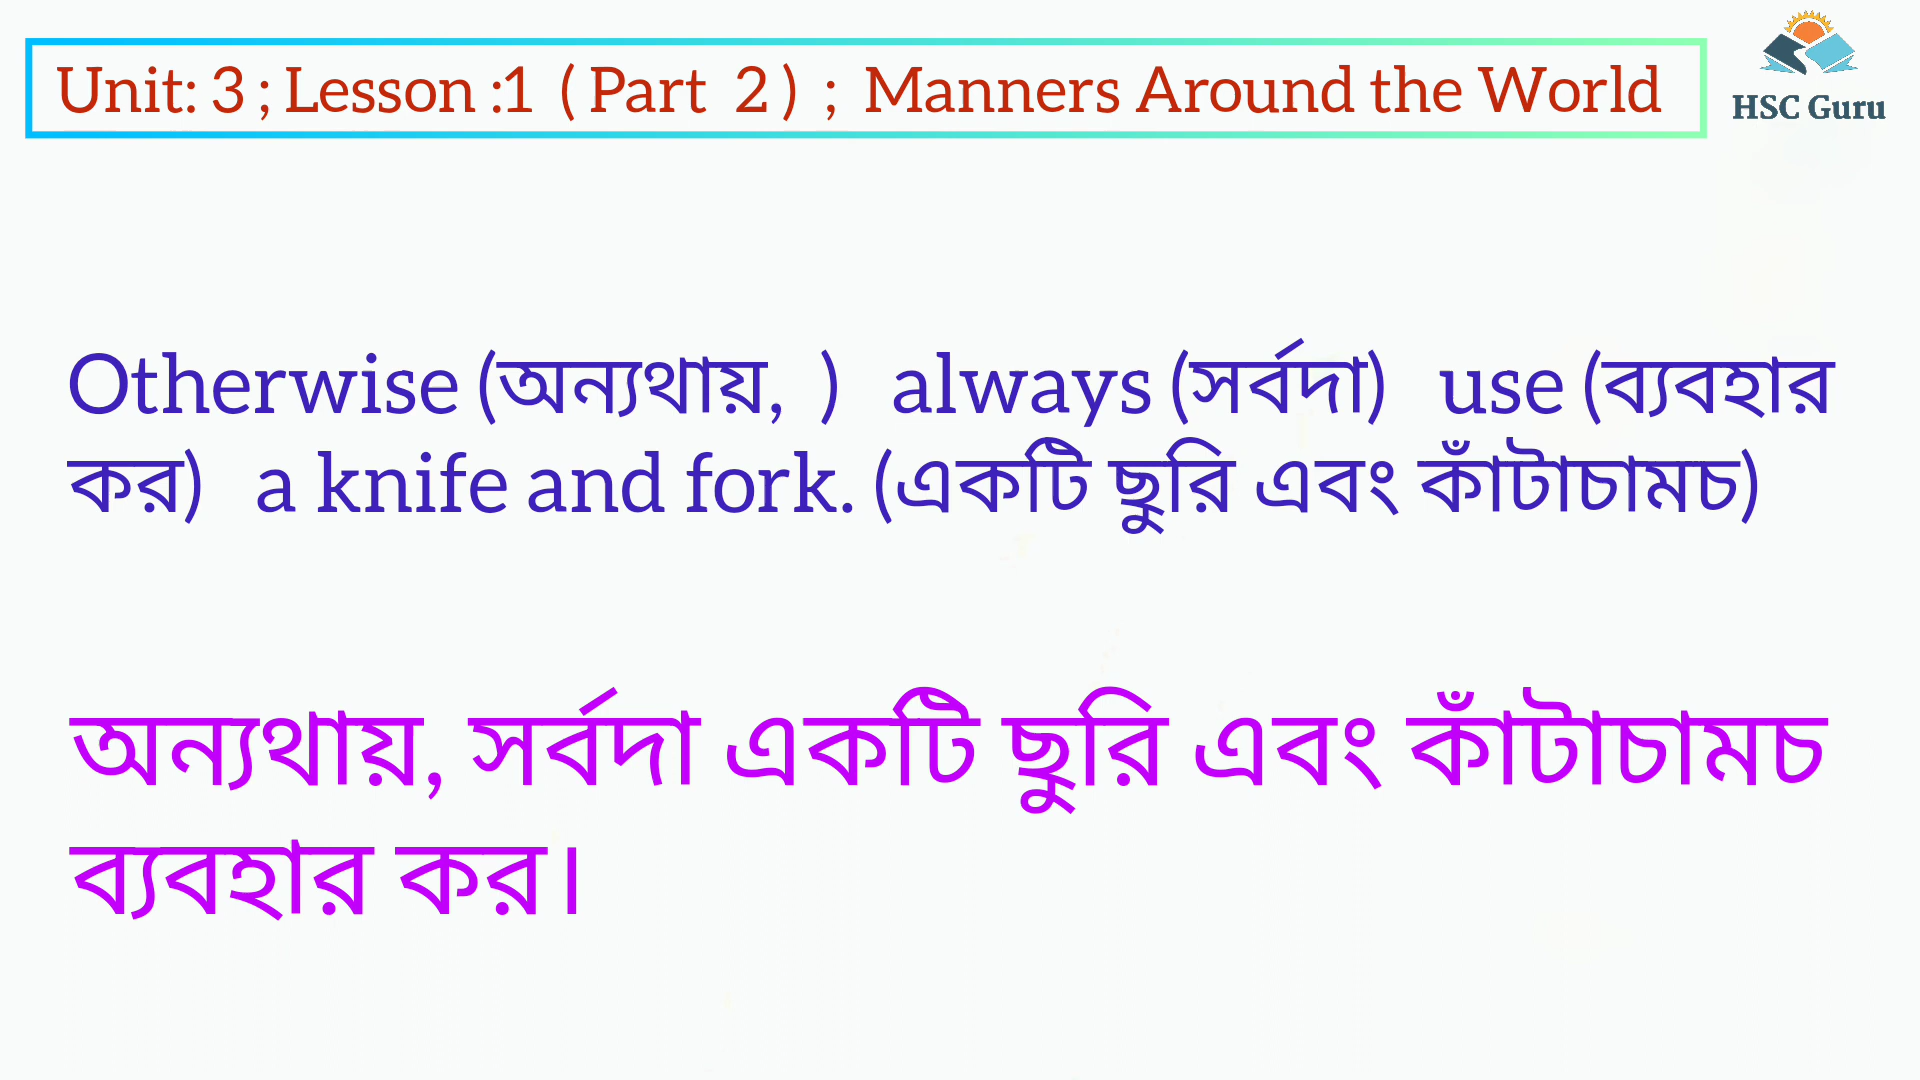 Unit: 3 ; Lesson :1 ( Part 2 ) ; Manners Around the World
HSC Guru
Otherwise (অন্যথায়, ) always (সর্বদা) use (ব্যবহার
কর) a knife and fork. (একটি ছুরি এবং কাঁটাচামচ)
অন্যথায়, সর্বদা একটি ছুরি এবং কাঁটাচামচ
ব্যবহার কর।